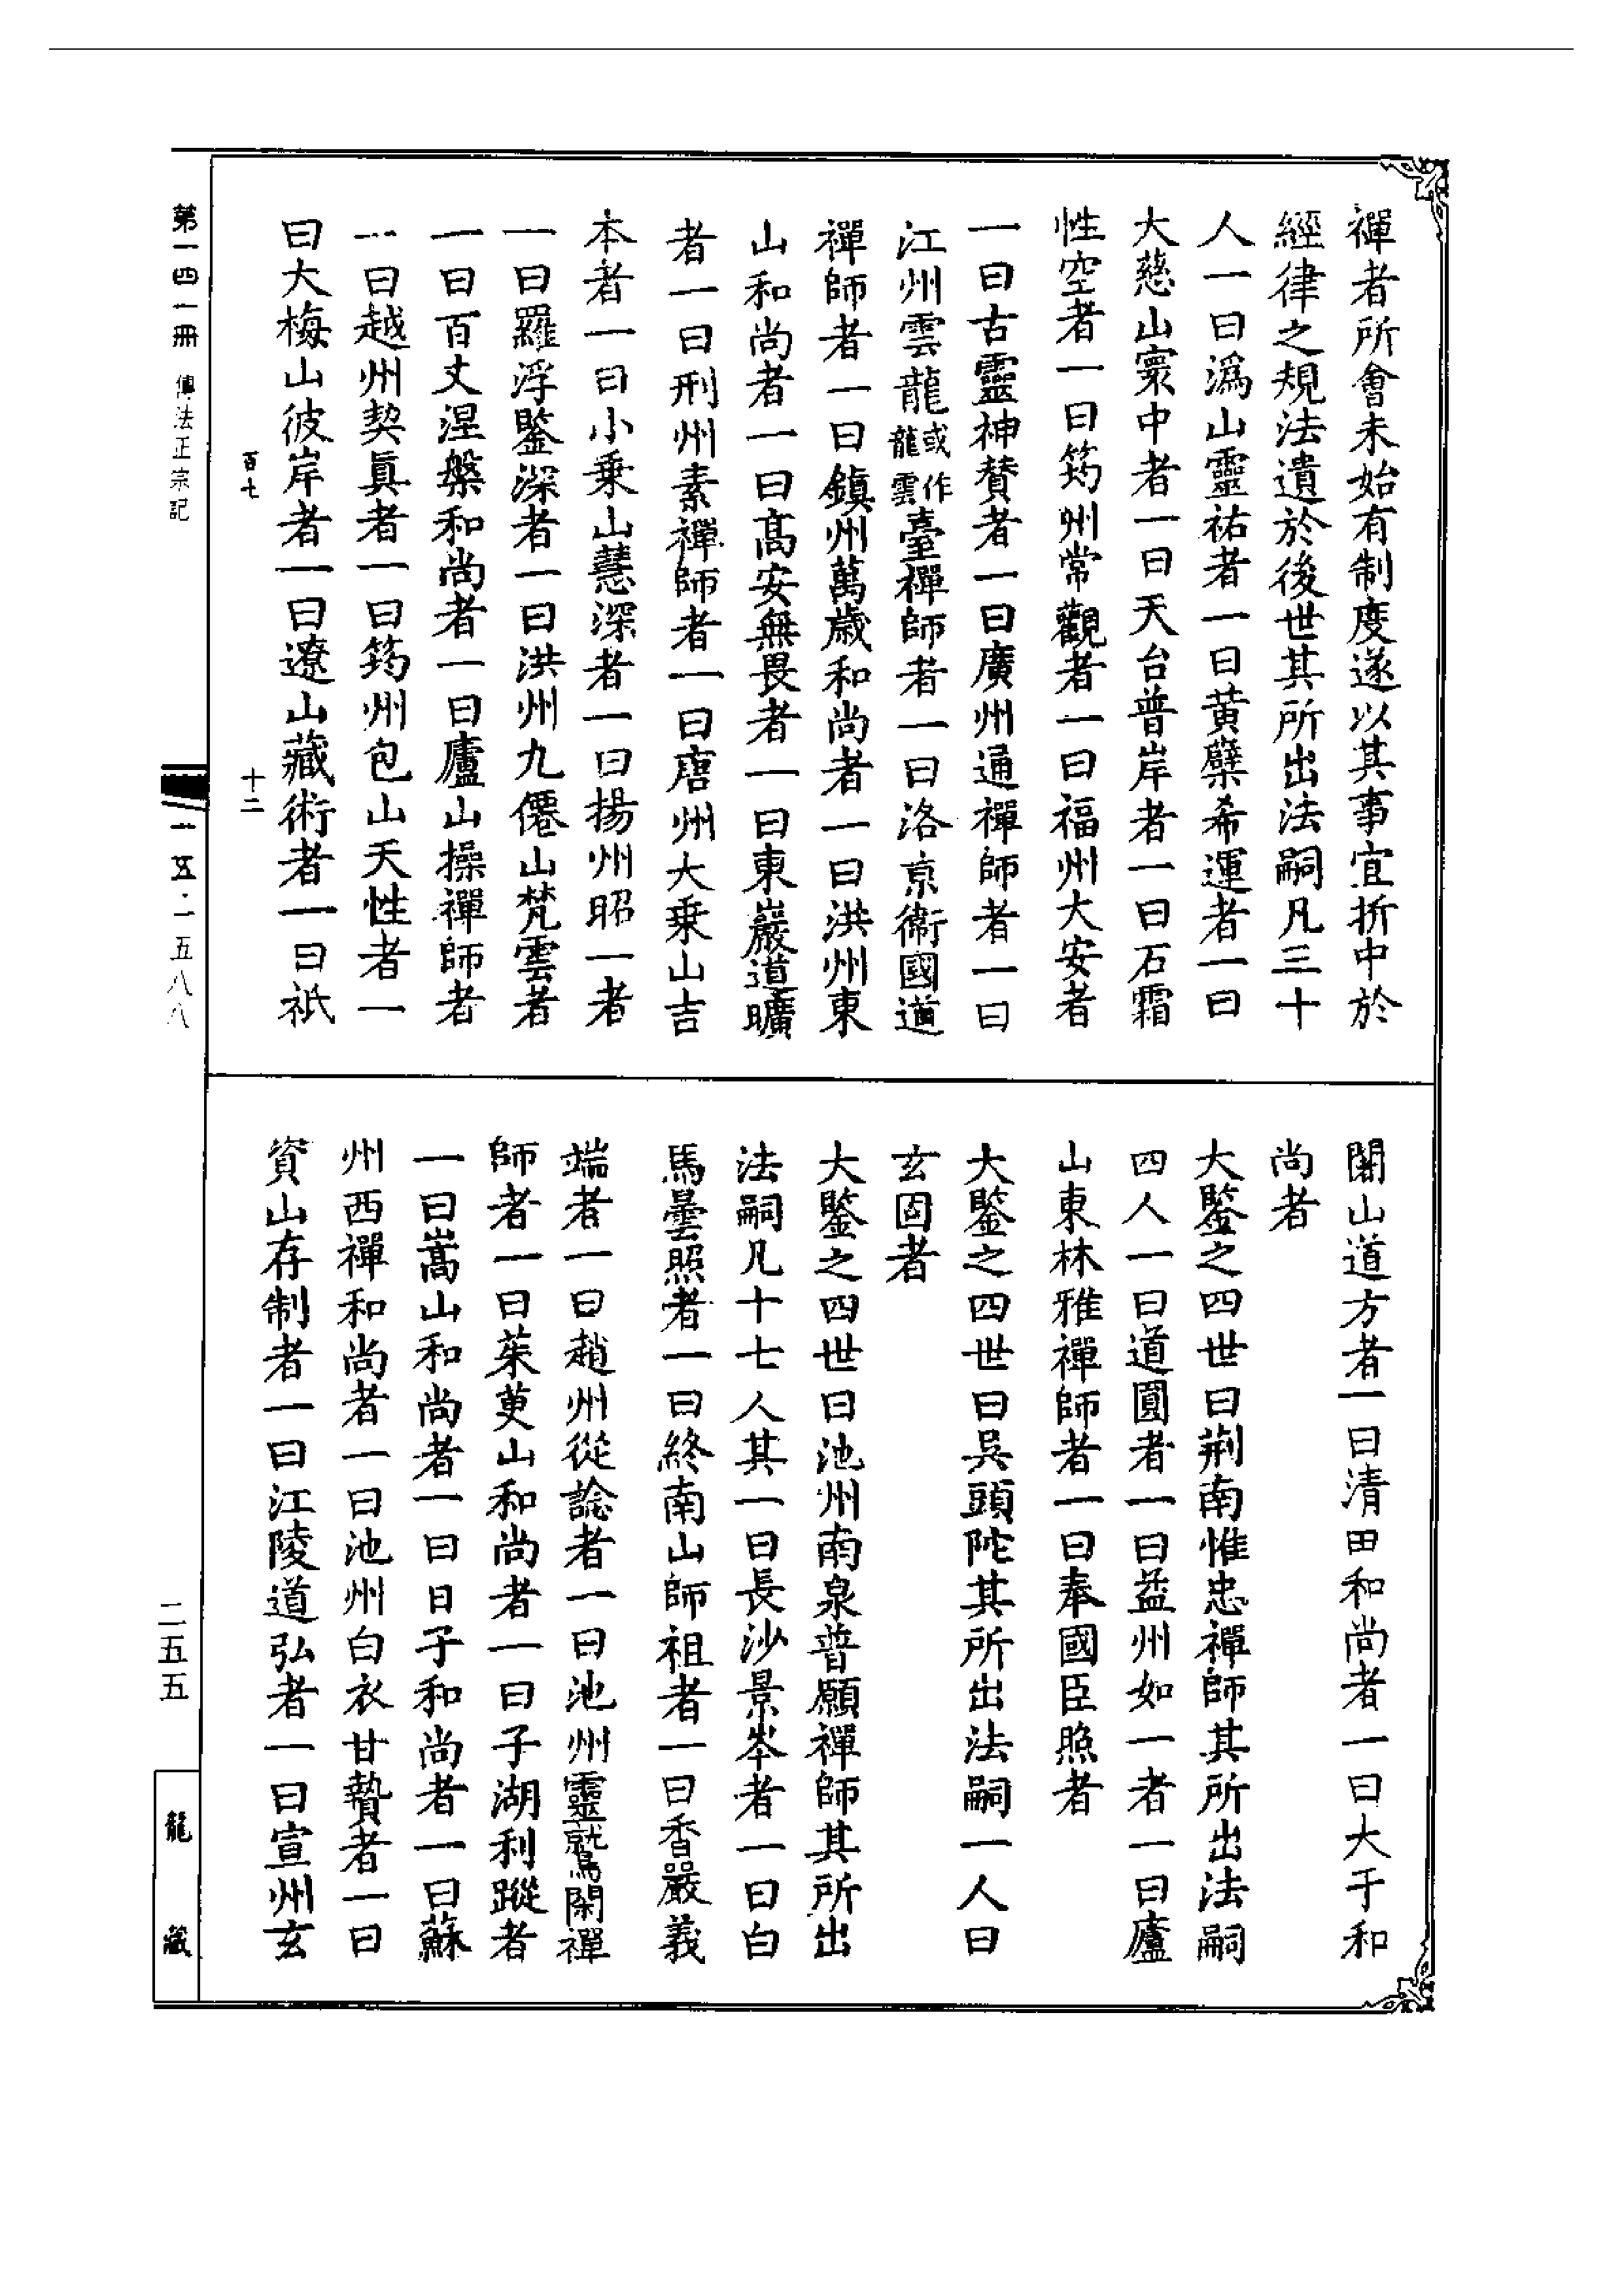 禪者所會未始有制度遂以其事宜折中於
經律之規法遺於後世其所出法嗣凡三十
人一曰溈山靈祐者一曰黃蘗希運者一曰
大慈山寰中者一曰天台普岸者一曰石霜
性空者一曰筠州常觀者一曰福州大安者
一曰古靈神贊者一曰廣州通禪師者一曰
江州雲龍或作龍雲臺禪師者一曰洛京衞國道
禪師者一曰鎮州萬歲和尚者一曰洪州東
山和尚者一曰高安無畏者一曰東巖道曠
者一曰刑州素禪師者一曰唐州大乘山吉
本者一曰小乘山慧深者一曰揚州昭一者
一曰羅浮鑒深者一曰洪州九僊山梵雲者
一曰百丈涅槃和尚者一曰廬山操禪師者
一曰越州契眞者一曰筠州包山天性者一
曰大梅山彼岸者一曰遼山藏術者一曰祇
百七
十二
闍山道方者一曰清田和尚者一曰大于和
尚者
大鑒之四世曰荆南惟忠禪師其所出法嗣
四人一曰道圓者一曰益州如一者一曰廬
山東林雅禪師者一曰奉國臣照者
大鑒之四世曰吳頭陀其所出法嗣一人曰
玄固者
大鑒之四世曰池州南泉普願禪師其所出
法嗣凡十七人其一曰長沙景岑者一曰白
馬曇照者一曰終南山師祖者一曰香嚴義
端者一曰趙州從諗者一曰池州靈鷲閑禪
師者一曰茱萸山和尚者一曰子湖利蹤者
一曰嵩山和尚者一曰日子和尚者一曰蘇
州西禪和尚者一曰池州白衣甘贄者一曰
資山存制者一曰江陵道弘者一曰宣州玄
第一四一冊 傳法正宗記
一一五·一五八八
二五五
龍藏